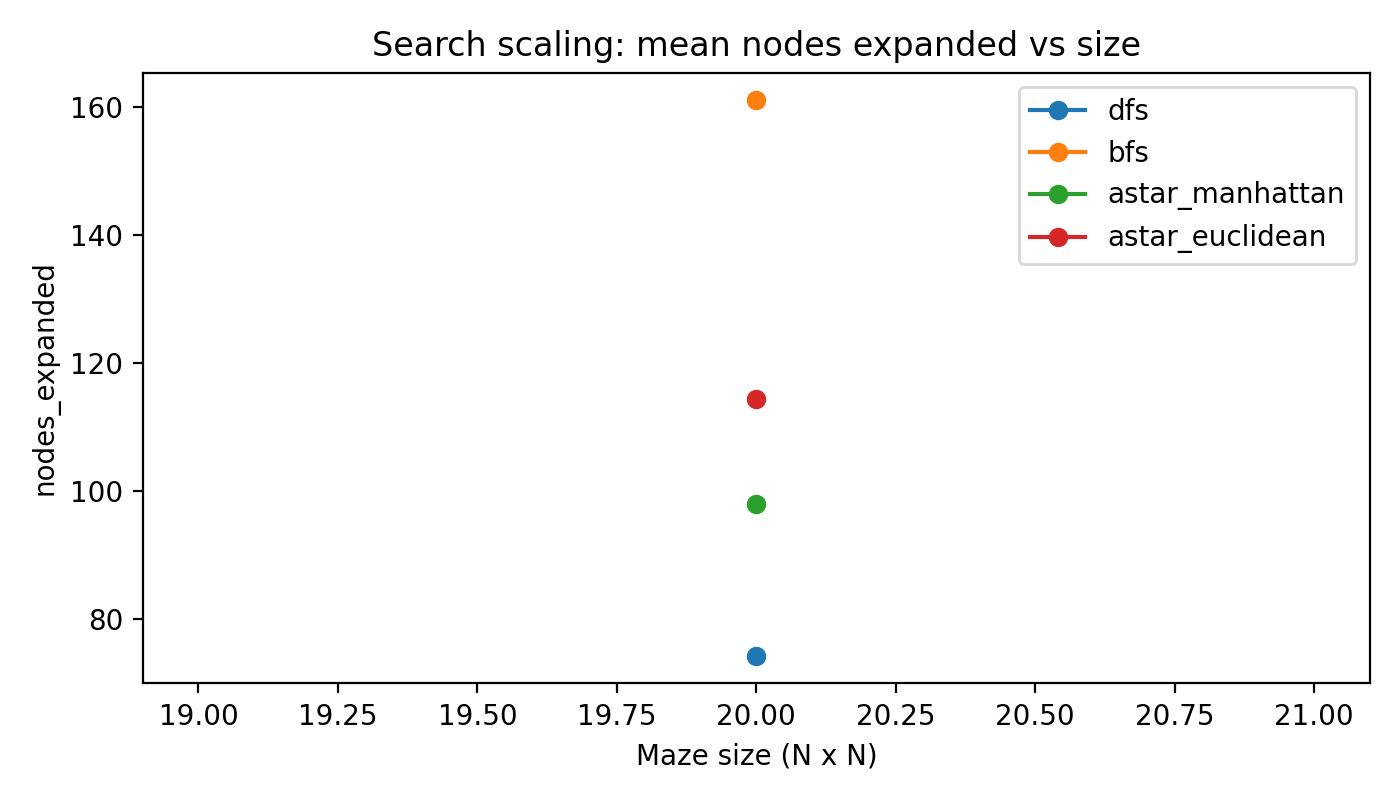 Search scaling: mean nodes expanded vs size
dfs
bfs
astar_manhattan
astar_euclidean
nodes_expanded
160
140
120
100
80
19.00 19.25 19.50 19.75 20.00 20.25 20.50 20.75 21.00
Maze size (N x N)